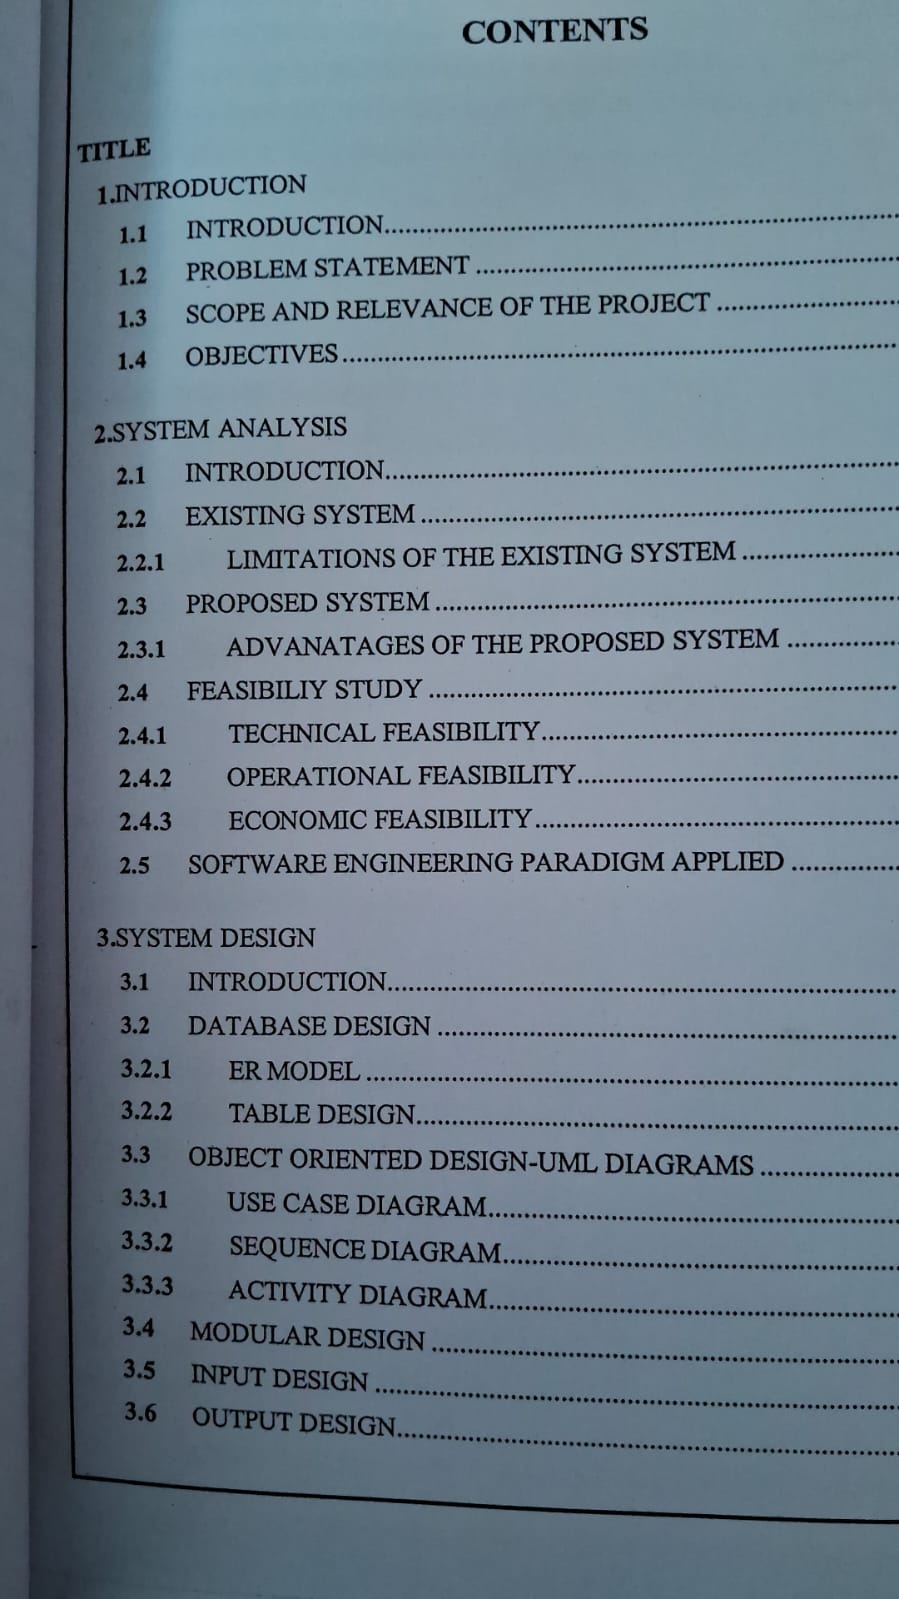 CONTENTS
TITLE
1.INTRODUCTION
1.1 INTRODUCTION
1.2 PROBLEM STATEMENT
1.3 SCOPE AND RELEVANCE OF THE PROJECT
1.4 OBJECTIVES
2.SYSTEM ANALYSIS
2.1 INTRODUCTION
2.2 EXISTING SYSTEM
2.2.1 LIMITATIONS OF THE EXISTING SYSTEM
2.3 PROPOSED SYSTEM
2.3.1 ADVANATAGES OF THE PROPOSED SYSTEM
2.4 FEASIBILIY STUDY
2.4.1 TECHNICAL FEASIBILITY
2.4.2 OPERATIONAL FEASIBILITY
2.4.3 ECONOMIC FEASIBILITY
2.5 SOFTWARE ENGINEERING PARADIGM APPLIED
3.SYSTEM DESIGN
3.1 INTRODUCTION
3.2 DATABASE DESIGN
3.2.1 ER MODEL
3.2.2 TABLE DESIGN
3.3 OBJECT ORIENTED DESIGN-UML DIAGRAMS
3.3.1 USE CASE DIAGRAM
3.3.2 SEQUENCE DIAGRAM
3.3.3 ACTIVITY DIAGRAM
3.4 MODULAR DESIGN
3.5 INPUT DESIGN
3.6 OUTPUT DESIGN